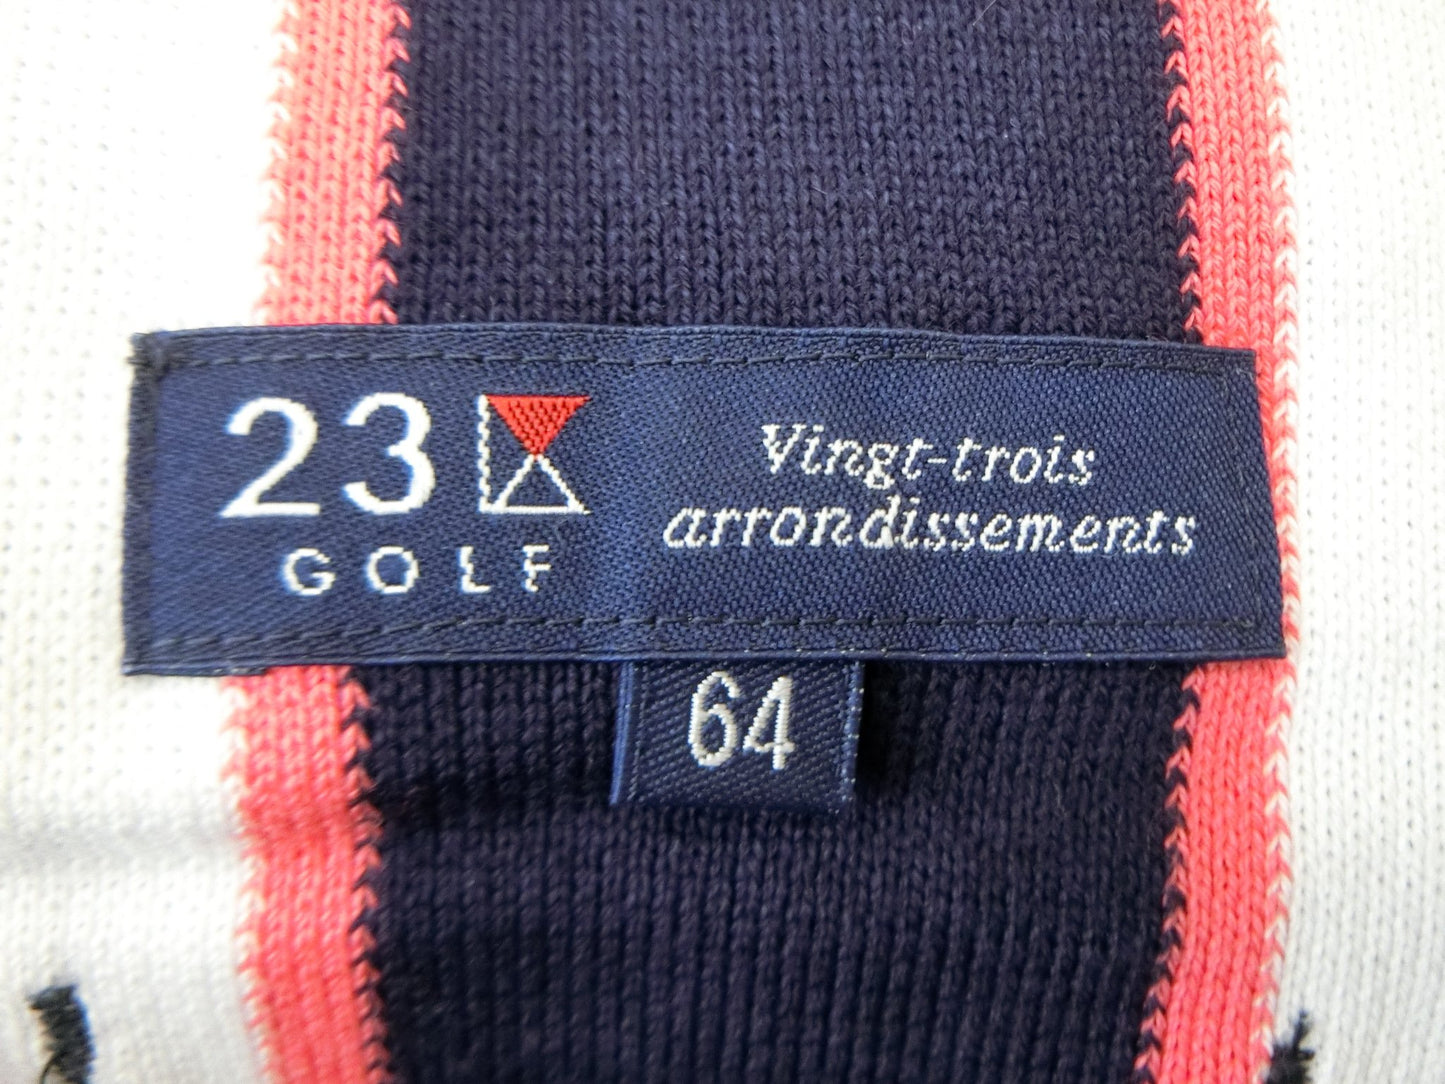 23
GOLF
Vingt-trois
arrondissements
64